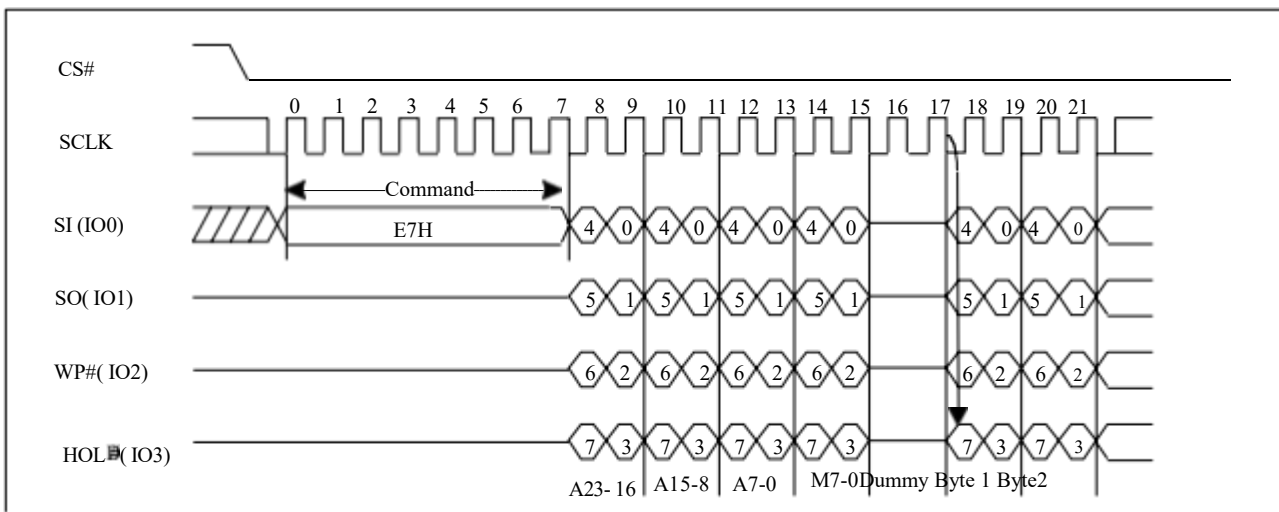 CS#
0 1 2 3 4 5 6 7 8 9 10 11 12 13 14 15 16 17 18 19 20 21
SCLK
Command
SI (IO0) E7H 4 0 4 0 4 0 4 0 4 0 4 0
SO( IO1) 5 1 5 1 5 1 5 1 5 1 5 1
WP#( IO2) 6 2 6 2 6 2 6 2 6 2 6 2
( IO3) 7 3 7 3 7 3 7 3 7 3 7 3
A23- 16 A15-8 A7-0 M7-0Dummy Byte 1 Byte2